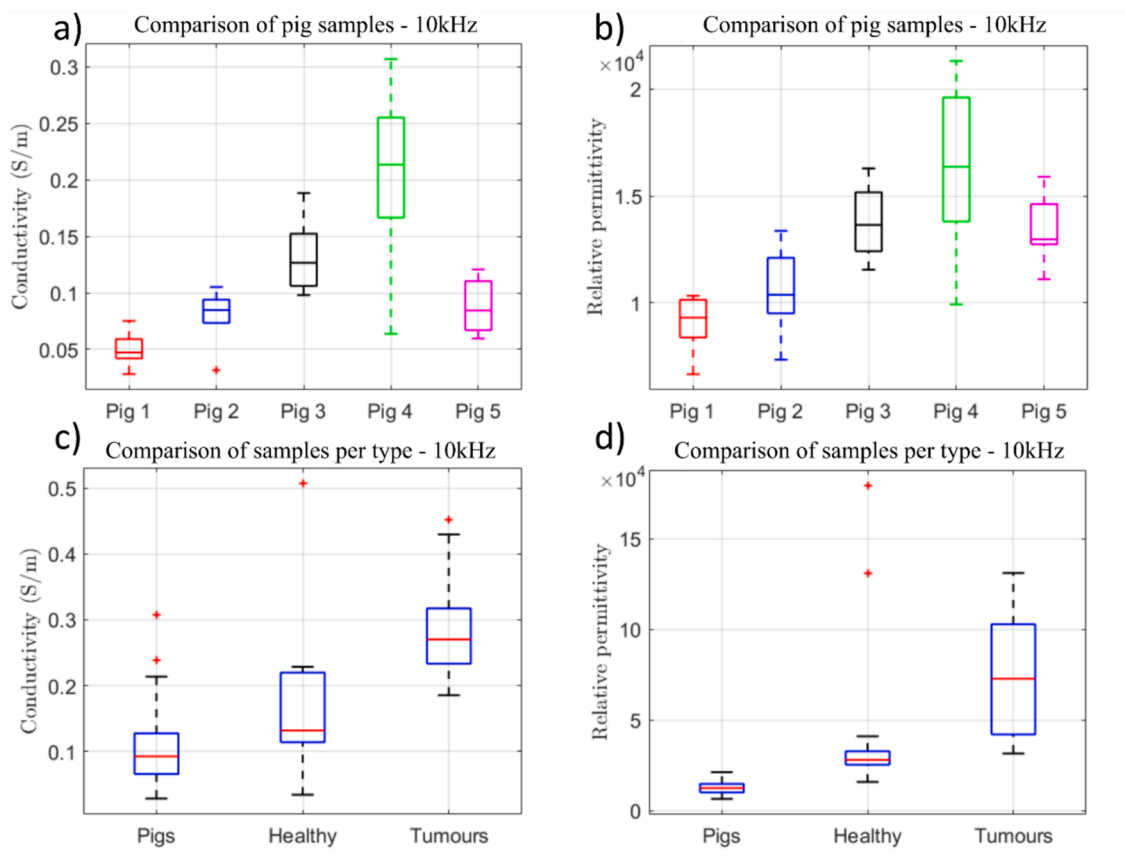 a)
Comparison of pig samples - 10kHz
Conductivity (S/m)
0.3
0.25
0.2
0.15
0.1
0.05
Pig 1 Pig 2 Pig 3 Pig 4 Pig 5
b)
Comparison of pig samples - 10kHz
×10⁴
Relative permittivity
2
1.5
1
Pig 1 Pig 2 Pig 3 Pig 4 Pig 5
c)
Comparison of samples per type - 10kHz
Conductivity (S/m)
0.5
0.4
0.3
0.2
0.1
Pigs Healthy Tumours
d)
Comparison of samples per type - 10kHz
×10⁴
Relative permittivity
15
10
5
0
Pigs Healthy Tumours